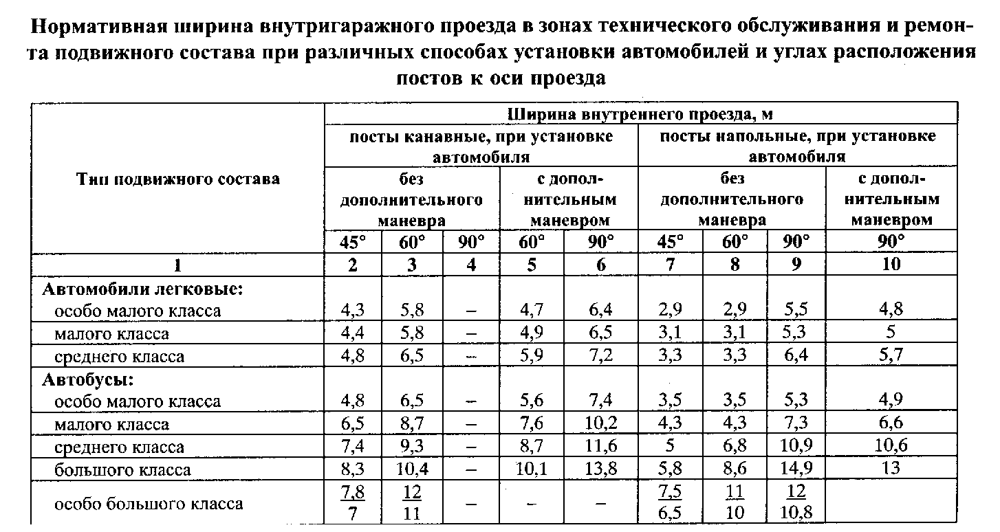 Нормативная ширина внутригаражного проезда в зонах технического обслуживания и ремон-
та подвижного состава при различных способах установки автомобилей и углах расположения
постов к оси проезда
Тип подвижного состава
Ширина внутреннего проезда, м
посты канавные, при установке
автомобиля
посты напольные, при установке
автомобиля
без
дополнительного
маневра
с допол-
нительным
маневром
без
дополнительного
маневра
с допол-
нительным
маневром
45° 60° 90° 60° 90° 45° 60° 90° 90°
1 2 3 4 5 6 7 8 9 10
Автомобили легковые:
особо малого класса 4,3 5,8 – 4,7 6,4 2,9 2,9 5,5 4,8
малого класса 4,4 5,8 – 4,9 6,5 3,1 3,1 5,3 5
среднего класса 4,8 6,5 – 5,9 7,2 3,3 3,3 6,4 5,7
Автобусы:
особо малого класса 4,8 6,5 – 5,6 7,4 3,5 3,5 5,3 4,9
малого класса 6,5 8,7 – 7,6 10,2 4,3 4,3 7,3 6,6
среднего класса 7,4 9,3 – 8,7 11,6 5 6,8 10,9 10,6
большого класса 8,3 10,4 – 10,1 13,8 5,8 8,6 14,9 13
особо большого класса 7,8/7 12/11 – – – 7,5/6,5 11/10 12/10,8